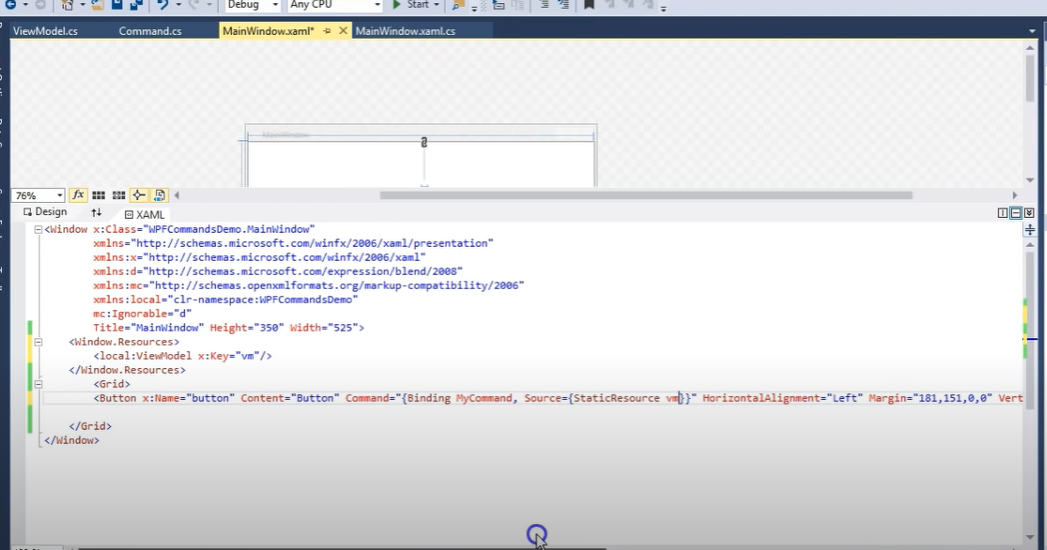 Debug Any CPU Start
ViewModel.cs Command.cs MainWindow.xaml* MainWindow.xaml.cs
MainWindow
76% fx
Design XAML
<Window x:Class="WPFCommandsDemo.MainWindow"
xmlns="http://schemas.microsoft.com/winfx/2006/xaml/presentation"
xmlns:x="http://schemas.microsoft.com/winfx/2006/xaml"
xmlns:d="http://schemas.microsoft.com/expression/blend/2008"
xmlns:mc="http://schemas.openxmlformats.org/markup-compatibility/2006"
xmlns:local="clr-namespace:WPFCommandsDemo"
mc:Ignorable="d"
Title="MainWindow" Height="350" Width="525">
<Window.Resources>
<local:ViewModel x:Key="vm"/>
</Window.Resources>
<Grid>
<Button x:Name="button" Content="Button" Command="{Binding MyCommand, Source={StaticResource vm}}" HorizontalAlignment="Left" Margin="181,151,0,0" Vert
</Grid>
</Window>